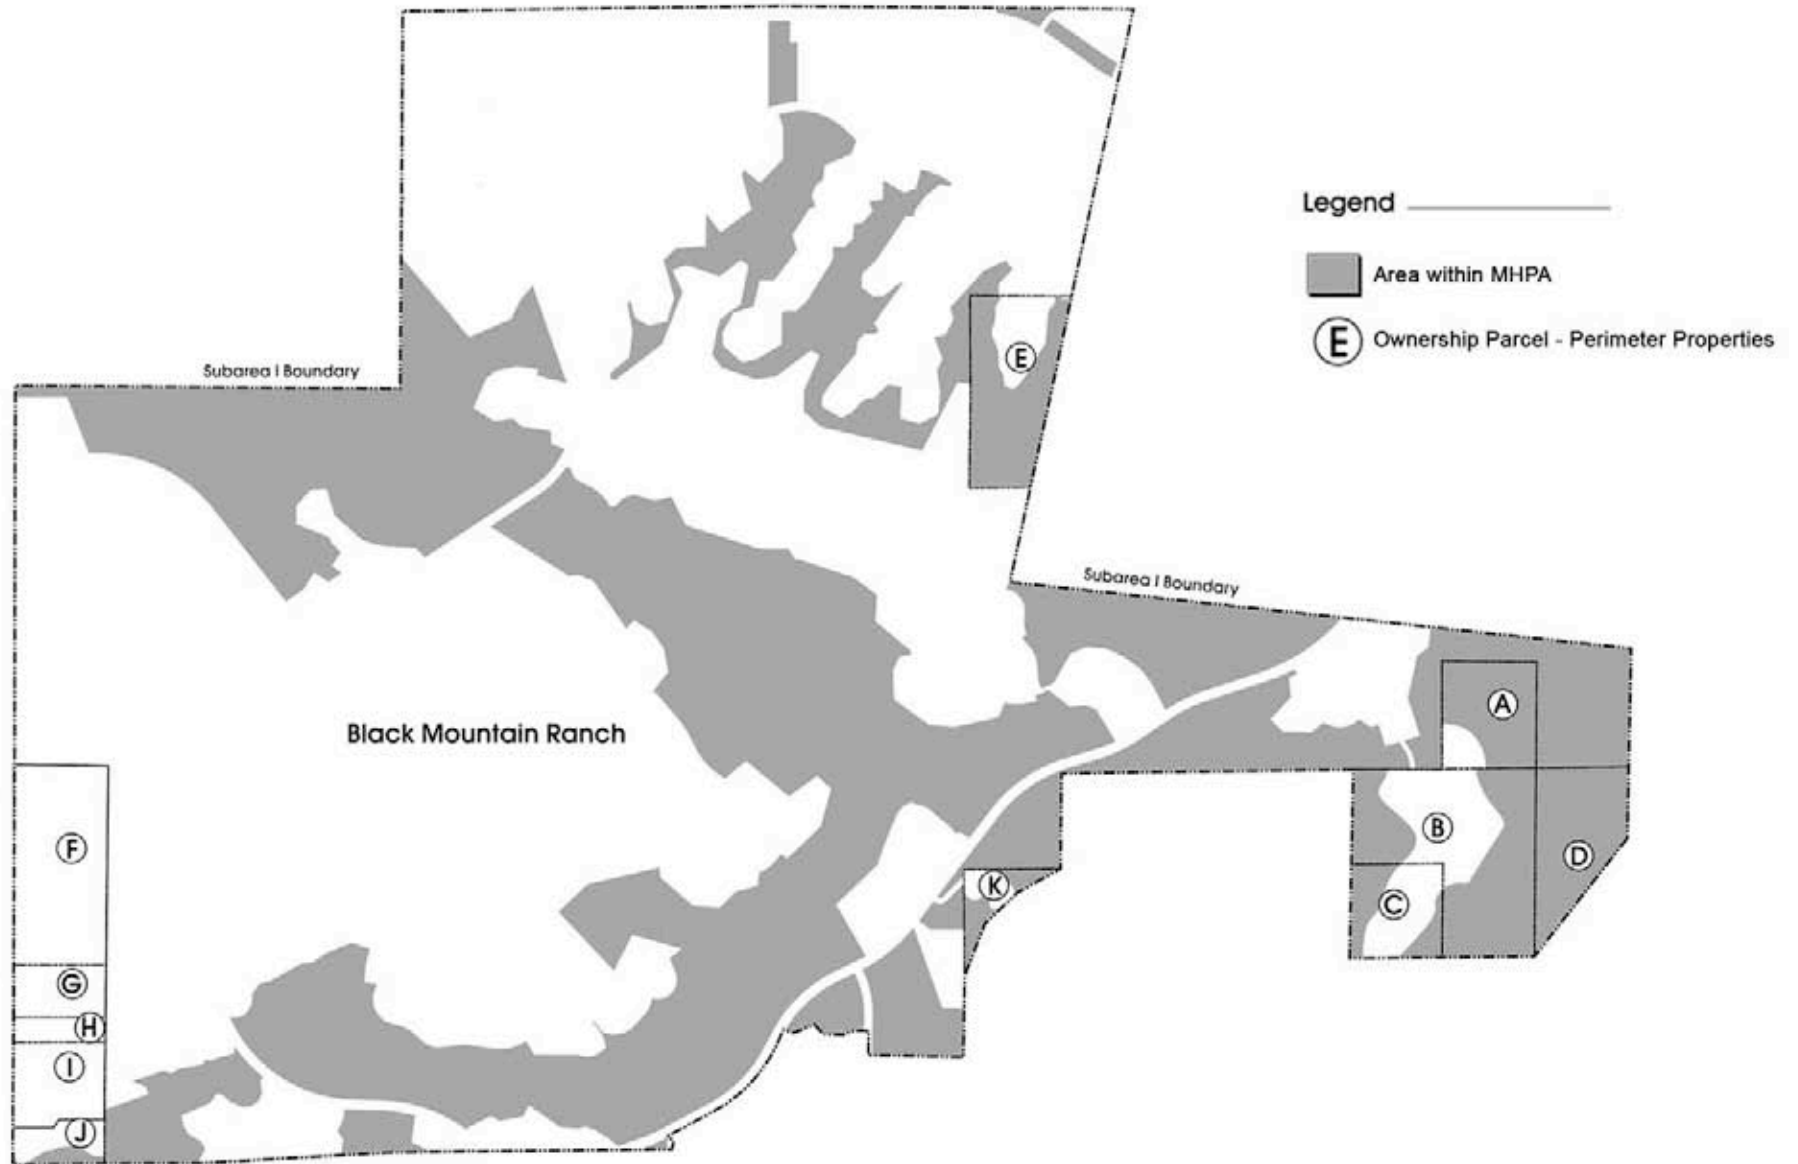 Legend
Area within MHPA
E Ownership Parcel - Perimeter Properties
E
Subarea I Boundary
Subarea I Boundary
A
Black Mountain Ranch
B
F
D
K
C
G
H
I
J